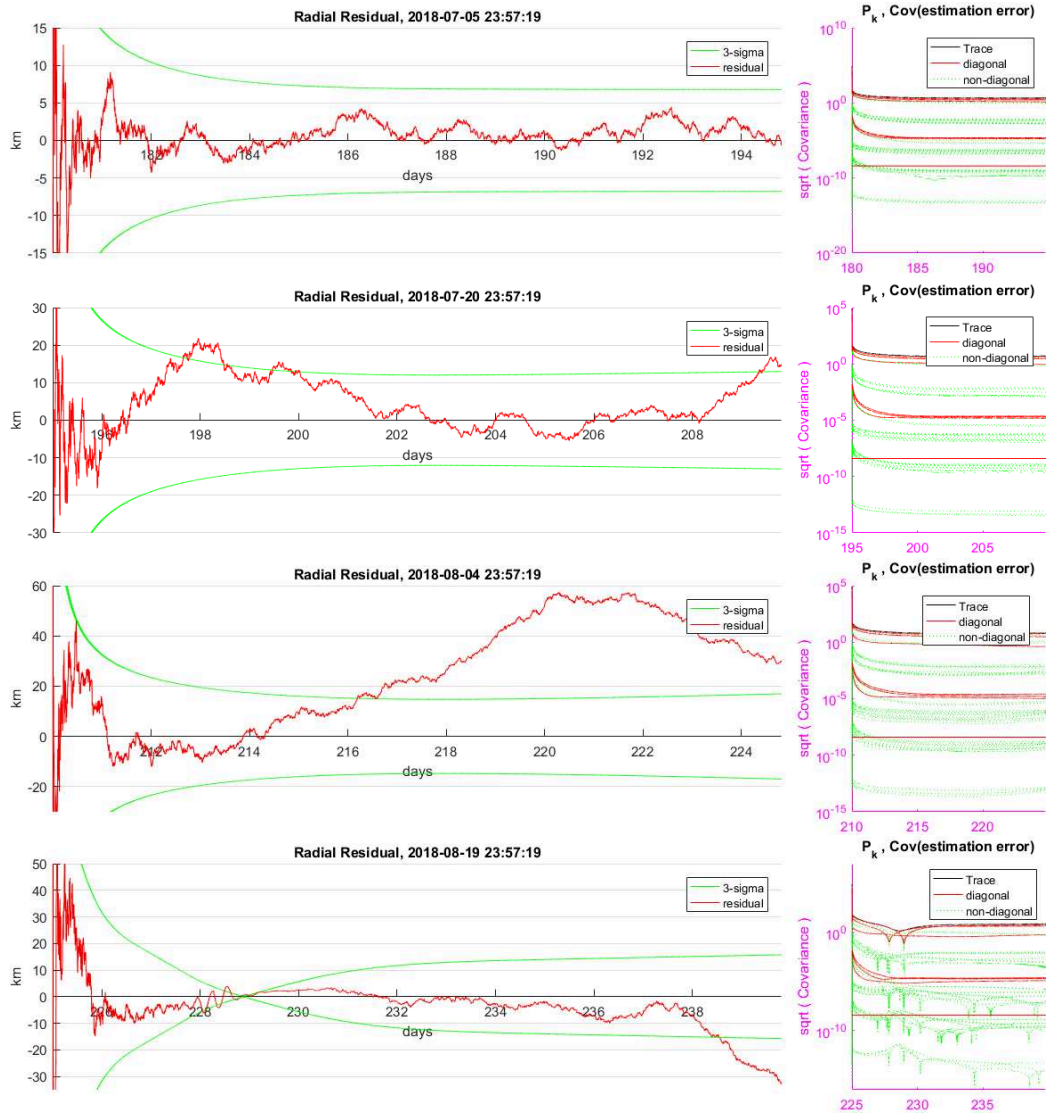 Radial Residual, 2018-07-05 23:57:19
15
10
5
0
-5
-10
-15
km
182 184 186 188 190 192 194
days
3-sigma
residual
P_k , Cov(estimation error)
10^10
10^0
10^-10
10^-20
sqrt ( Covariance )
180 185 190
Trace
diagonal
non-diagonal
Radial Residual, 2018-07-20 23:57:19
30
20
10
0
-10
-20
-30
km
196 198 200 202 204 206 208
days
3-sigma
residual
P_k , Cov(estimation error)
10^5
10^0
10^-5
10^-10
10^-15
sqrt ( Covariance )
195 200 205
Trace
diagonal
non-diagonal
Radial Residual, 2018-08-04 23:57:19
60
40
20
0
-20
km
212 214 216 218 220 222 224
days
3-sigma
residual
P_k , Cov(estimation error)
10^5
10^0
10^-5
10^-10
10^-15
sqrt ( Covariance )
210 215 220
Trace
diagonal
non-diagonal
Radial Residual, 2018-08-19 23:57:19
50
40
30
20
10
0
-10
-20
-30
km
226 228 230 232 234 236 238
days
3-sigma
residual
P_k , Cov(estimation error)
10^0
10^-10
sqrt ( Covariance )
225 230 235
Trace
diagonal
non-diagonal